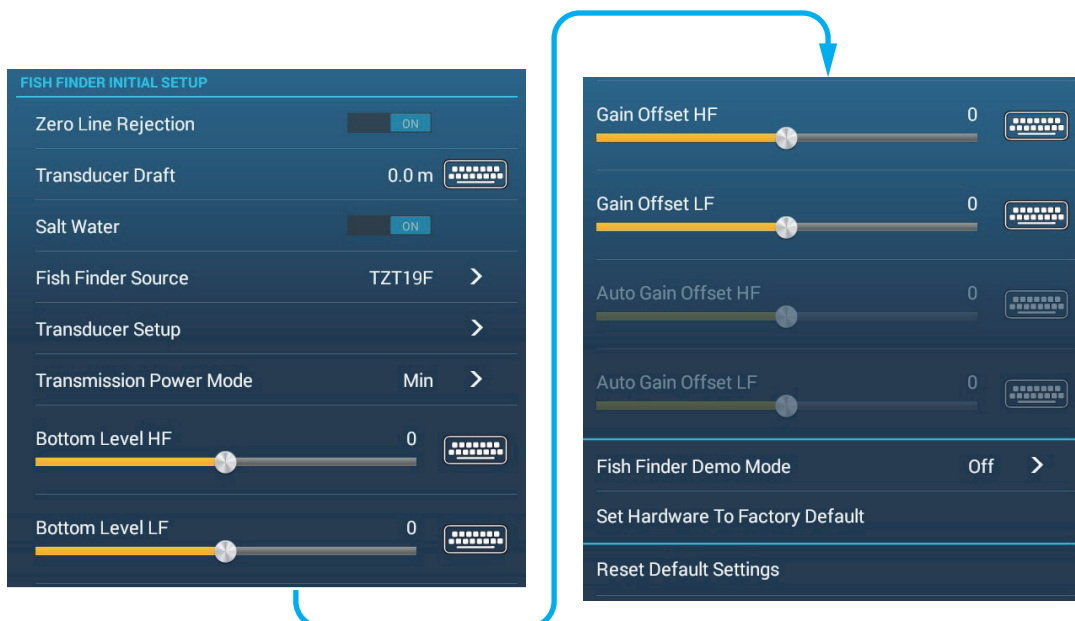 FISH FINDER INITIAL SETUP
Zero Line Rejection ON
Transducer Draft 0.0 m
Salt Water ON
Fish Finder Source TZT19F
Transducer Setup
Transmission Power Mode Min
Bottom Level HF 0
Bottom Level LF 0
Gain Offset HF 0
Gain Offset LF 0
Auto Gain Offset HF 0
Auto Gain Offset LF 0
Fish Finder Demo Mode Off
Set Hardware To Factory Default
Reset Default Settings